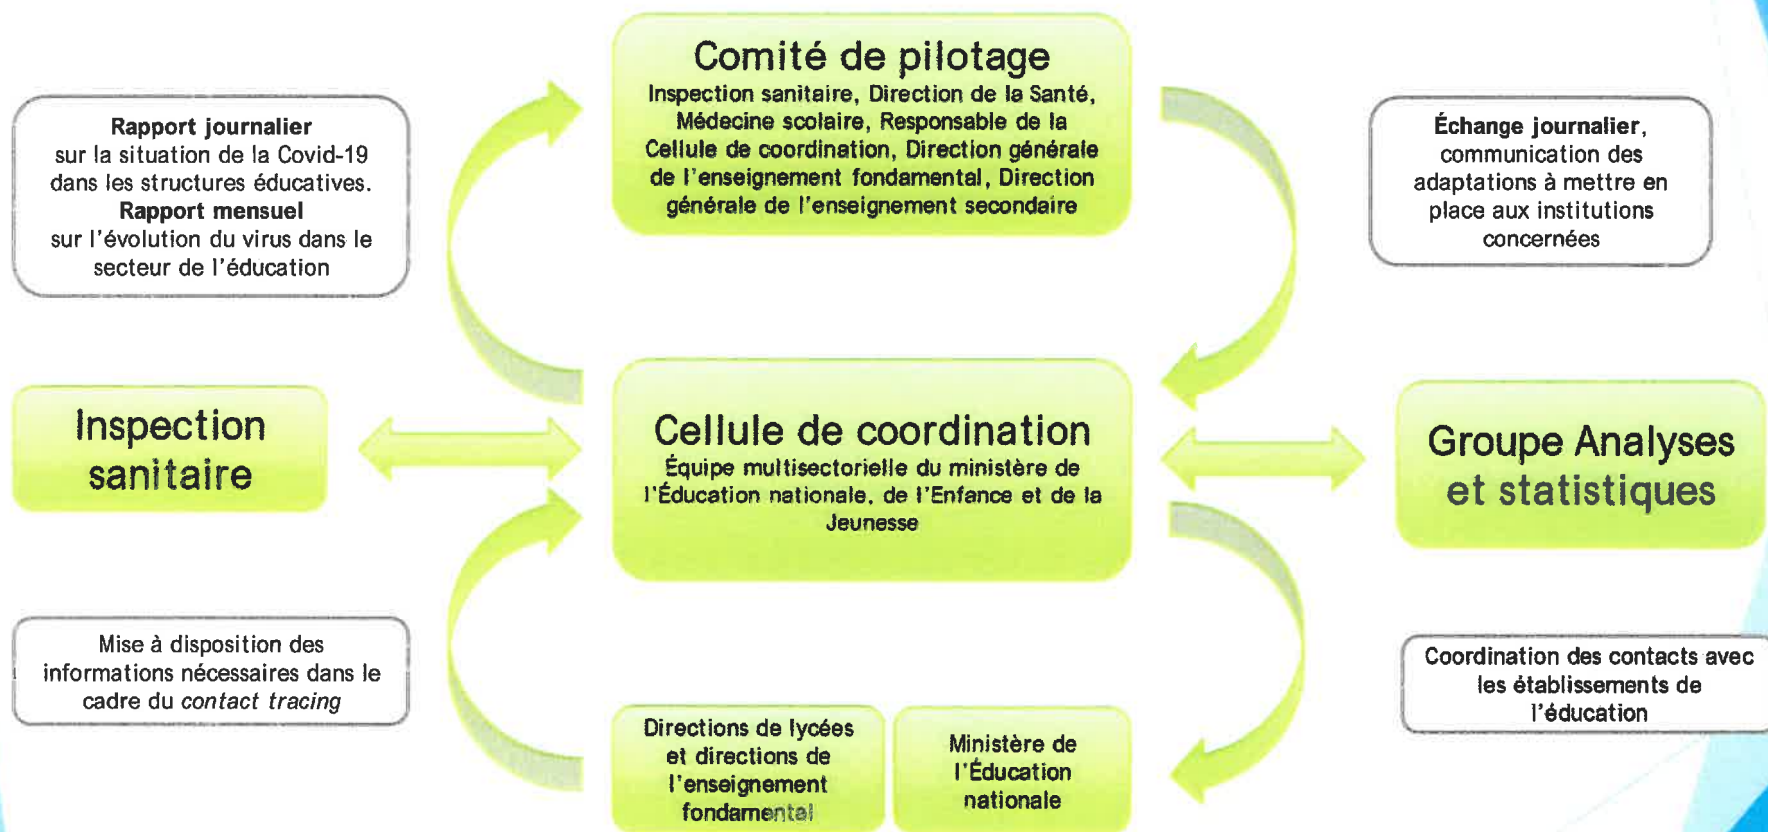 Comité de pilotage
Inspection sanitaire, Direction de la Santé,
Médecine scolaire, Responsable de la
Cellule de coordination, Direction générale
de l'enseignement fondamental, Direction
générale de l'enseignement secondaire
Rapport journalier
sur la situation de la Covid-19
dans les structures éducatives.
Rapport mensuel
sur l'évolution du virus dans le
secteur de l'éducation
Échange journalier,
communication des
adaptations à mettre en
place aux institutions
concernées
Inspection
sanitaire
Cellule de coordination
Équipe multisectorielle du ministère de
l'Éducation nationale, de l'Enfance et de la
Jeunesse
Groupe Analyses
et statistiques
Mise à disposition des
informations nécessaires dans le
cadre du contact tracing
Coordination des contacts avec
les établissements de
l'éducation
Directions de lycées
et directions de
l'enseignement
fondamental
Ministère de
l'Éducation
nationale